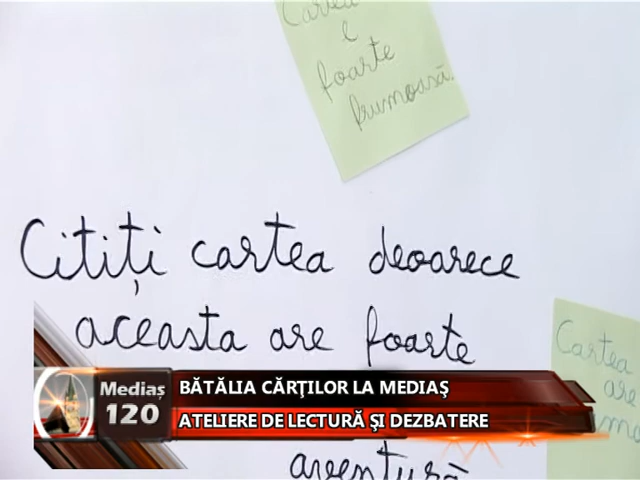 Cartea
e
foarte
frumoasă.
Citiți cartea deoarece
aceasta are foarte
aventură
Cartea
are
Mediaș
120
BĂTĂLIA CĂRŢILOR LA MEDIAŞ
ATELIERE DE LECTURĂ ŞI DEZBATERE